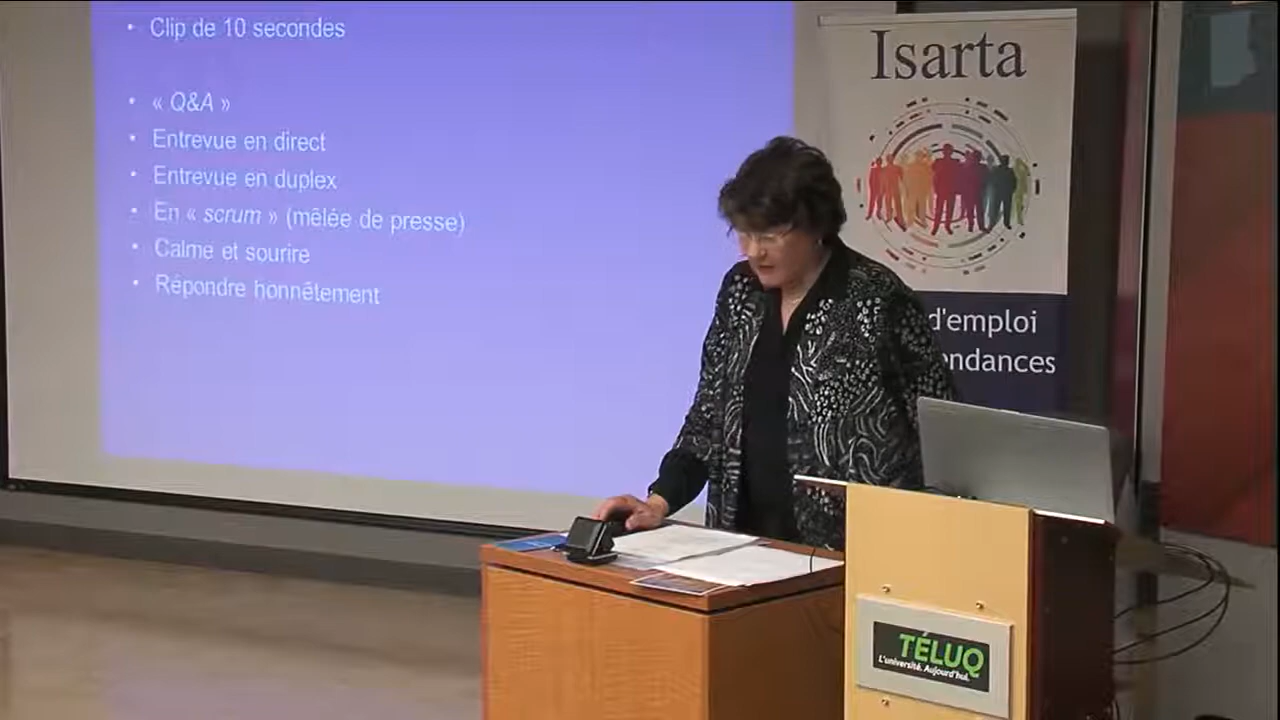 • Clip de 10 secondes
• « Q&A »
• Entrevue en direct
• Entrevue en duplex
• En « scrum » (mêlée de presse)
• Calme et sourire
• Répondre honnêtement
Isarta
d'emploi
endances
TÉLUQ
L'université. Aujourd'hui.